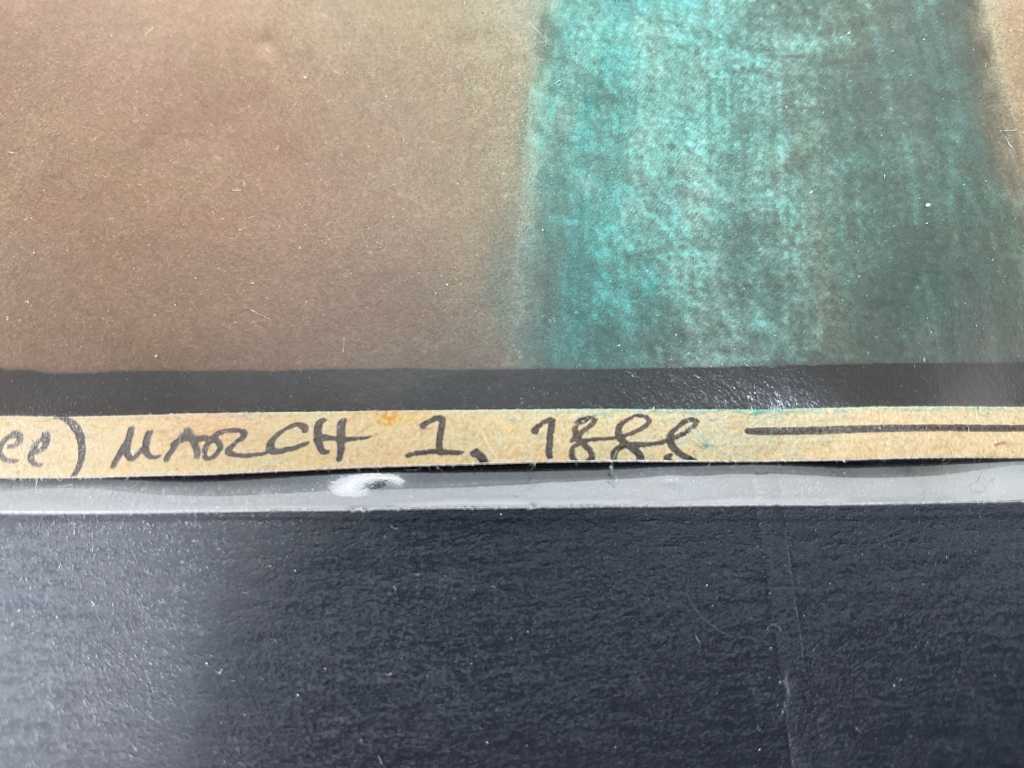 ee) MARCH 1, 1888 —